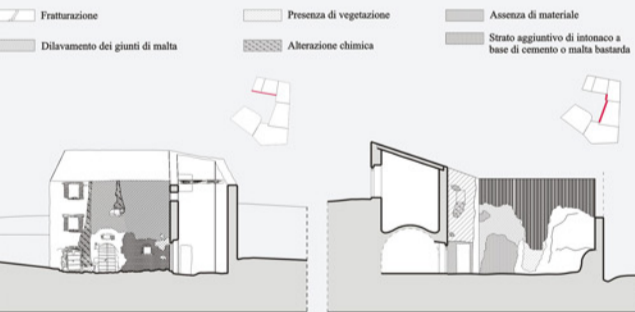 Fratturazione
Presenza di vegetazione
Assenza di materiale
Dilavamento dei giunti di malta
Alterazione chimica
Strato aggiuntivo di intonaco a
base di cemento o malta bastarda